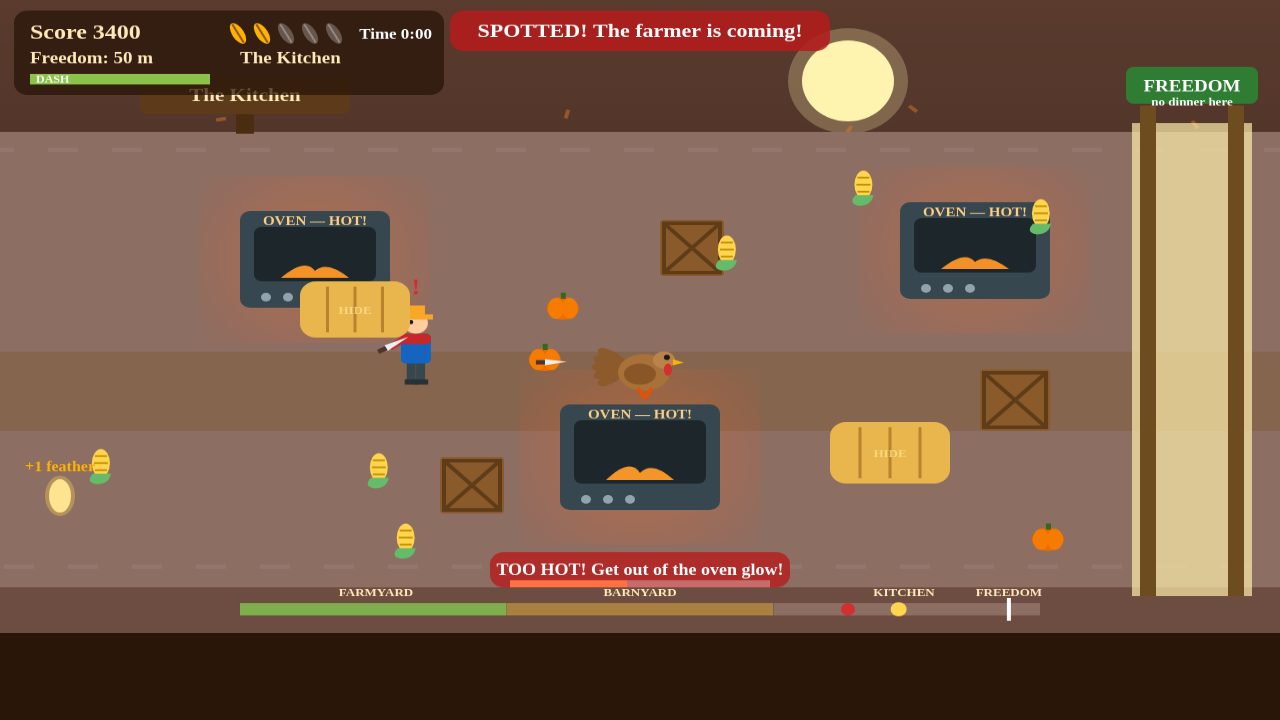 Score 3400
Time 0:00
Freedom: 50 m
The Kitchen
DASH
SPOTTED! The farmer is coming!
The Kitchen
FREEDOM
no dinner here
OVEN — HOT!
OVEN — HOT!
HIDE
!
OVEN — HOT!
HIDE
+1 feather
TOO HOT! Get out of the oven glow!
FARMYARD
BARNYARD
KITCHEN
FREEDOM